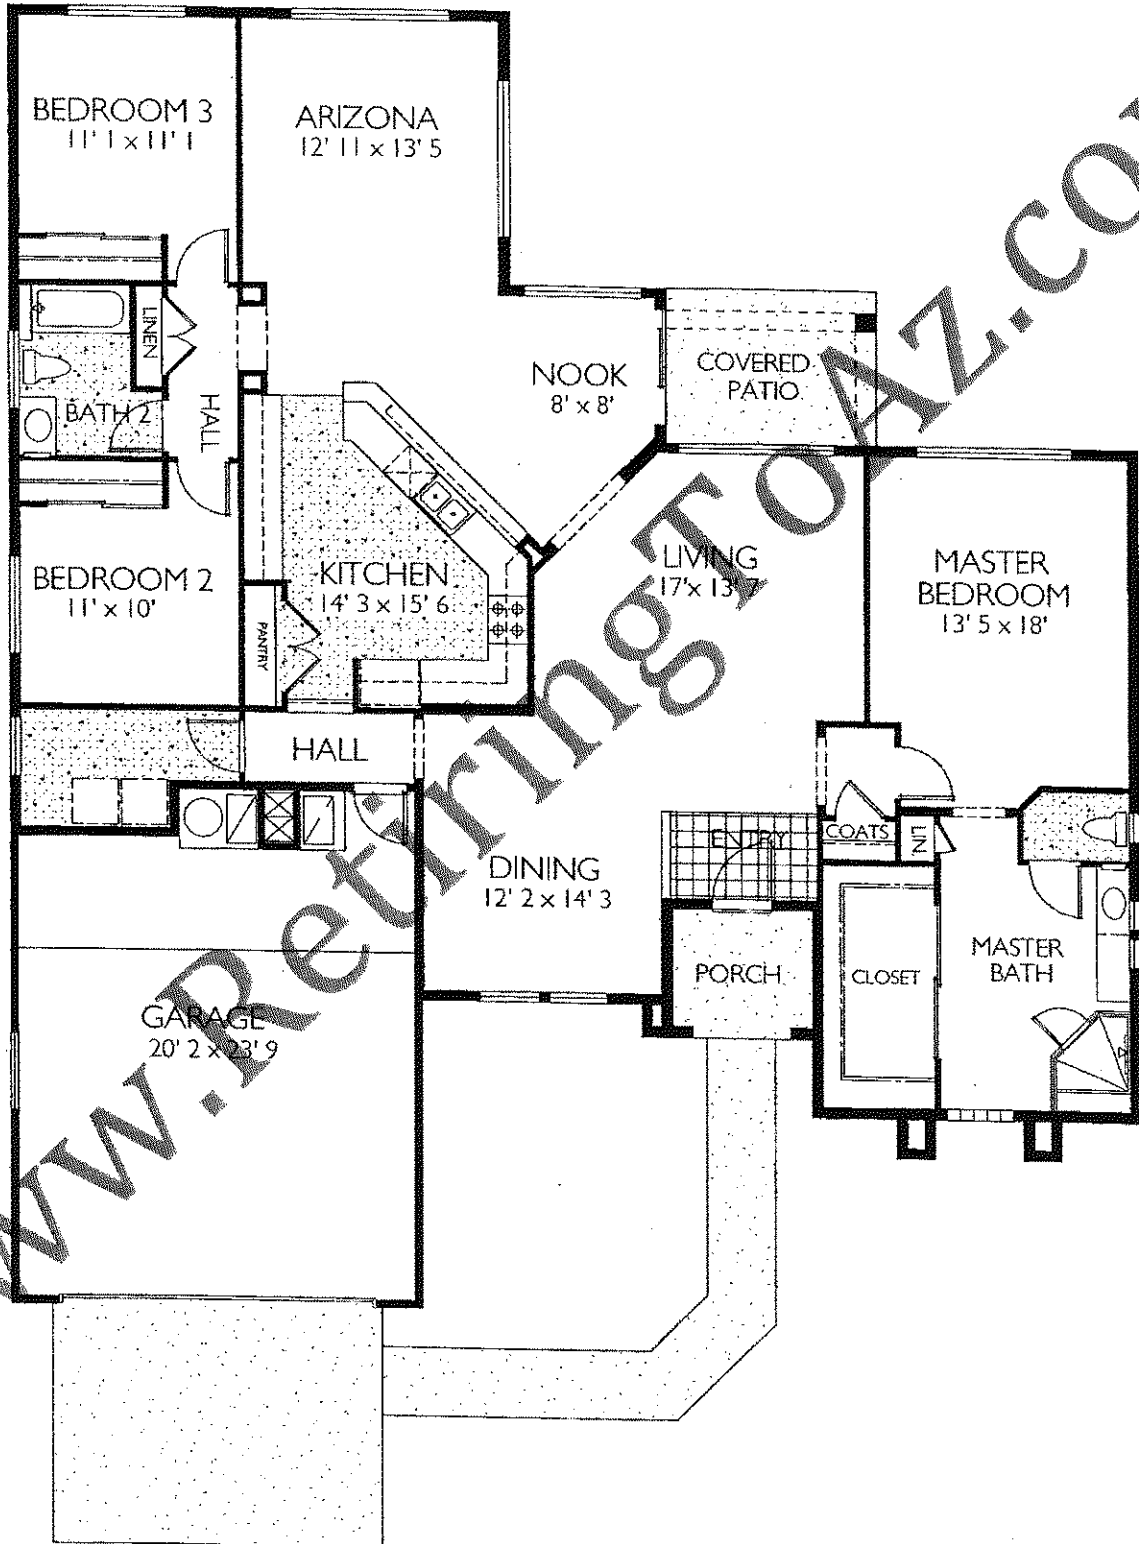 BEDROOM 3
11' 1 x 11' 1
ARIZONA
12' 11 x 13' 5
LINEN
NOOK
8' x 8'
COVERED
PATIO
BATH 2
HALL
BEDROOM 2
11' x 10'
KITCHEN
14' 3 x 15' 6
PANTRY
LIVING
17' x 13' 7
MASTER
BEDROOM
13' 5 x 18'
HALL
DINING
12' 2 x 14' 3
ENTRY
COATS
LIN.
PORCH
CLOSET
MASTER
BATH
GARAGE
20' 2 x 23' 9
ww.RetiringToAz.co